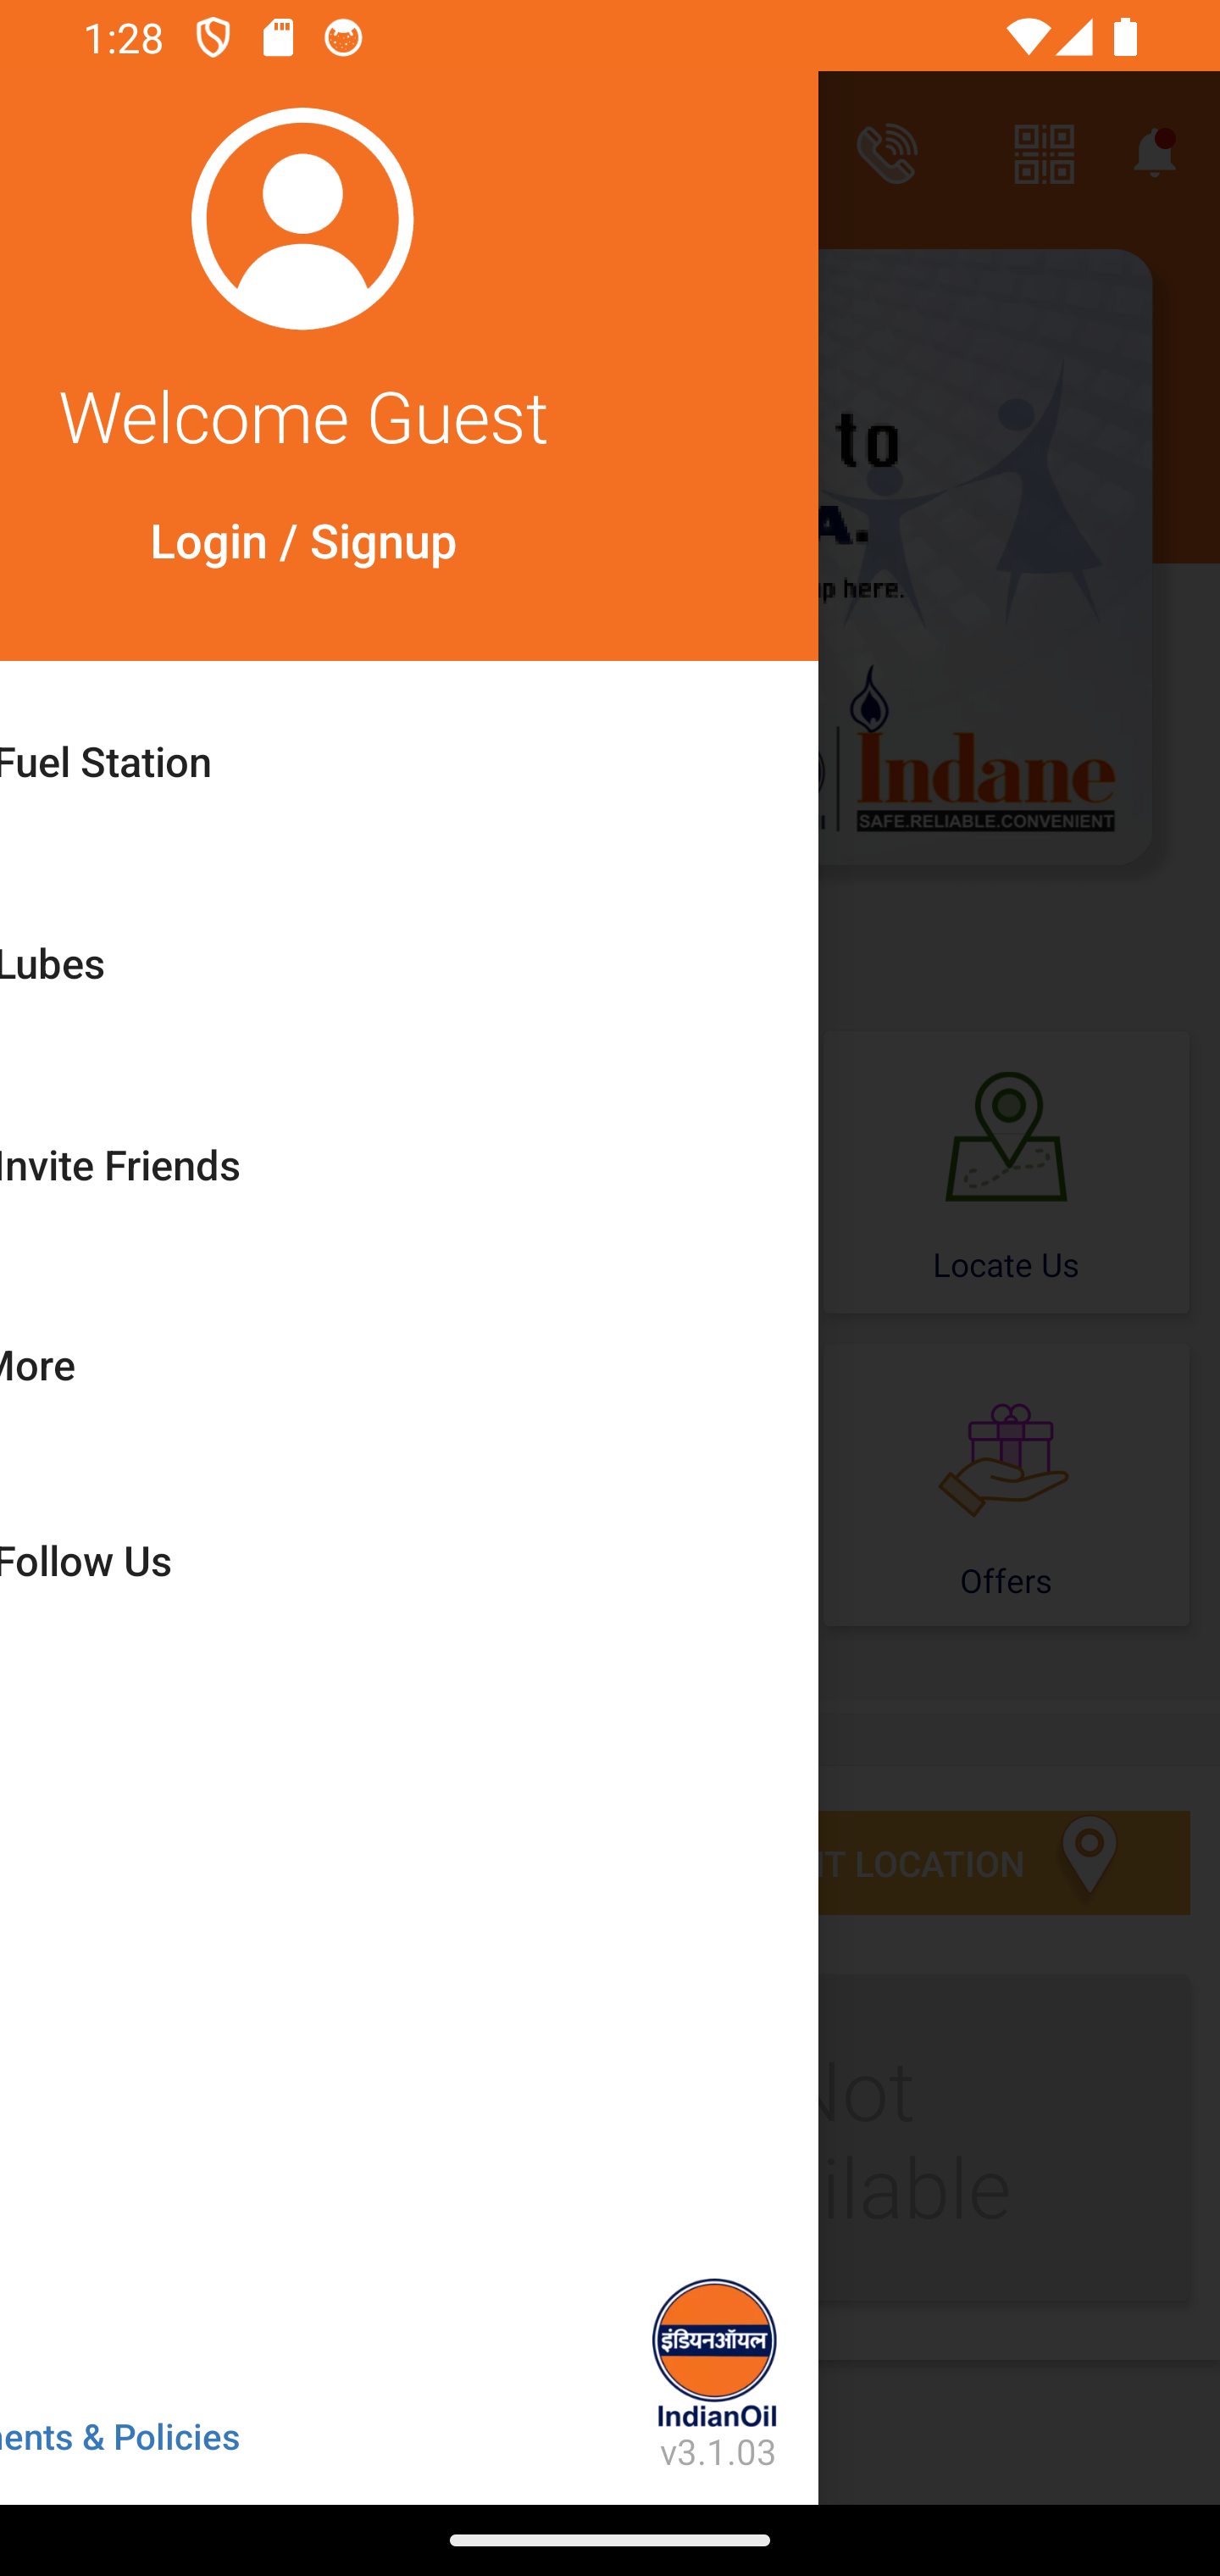 1:28
Welcome Guest
Login / Signup
to
A.
here.
Indane
SAFE.RELIABLE.CONVENIENT
Fuel Station
Lubes
Invite Friends
Locate Us
More
Offers
Follow Us
LOCATION
Not
ilable
इंडियनऑयल
IndianOil
ents & Policies
v3.1.03